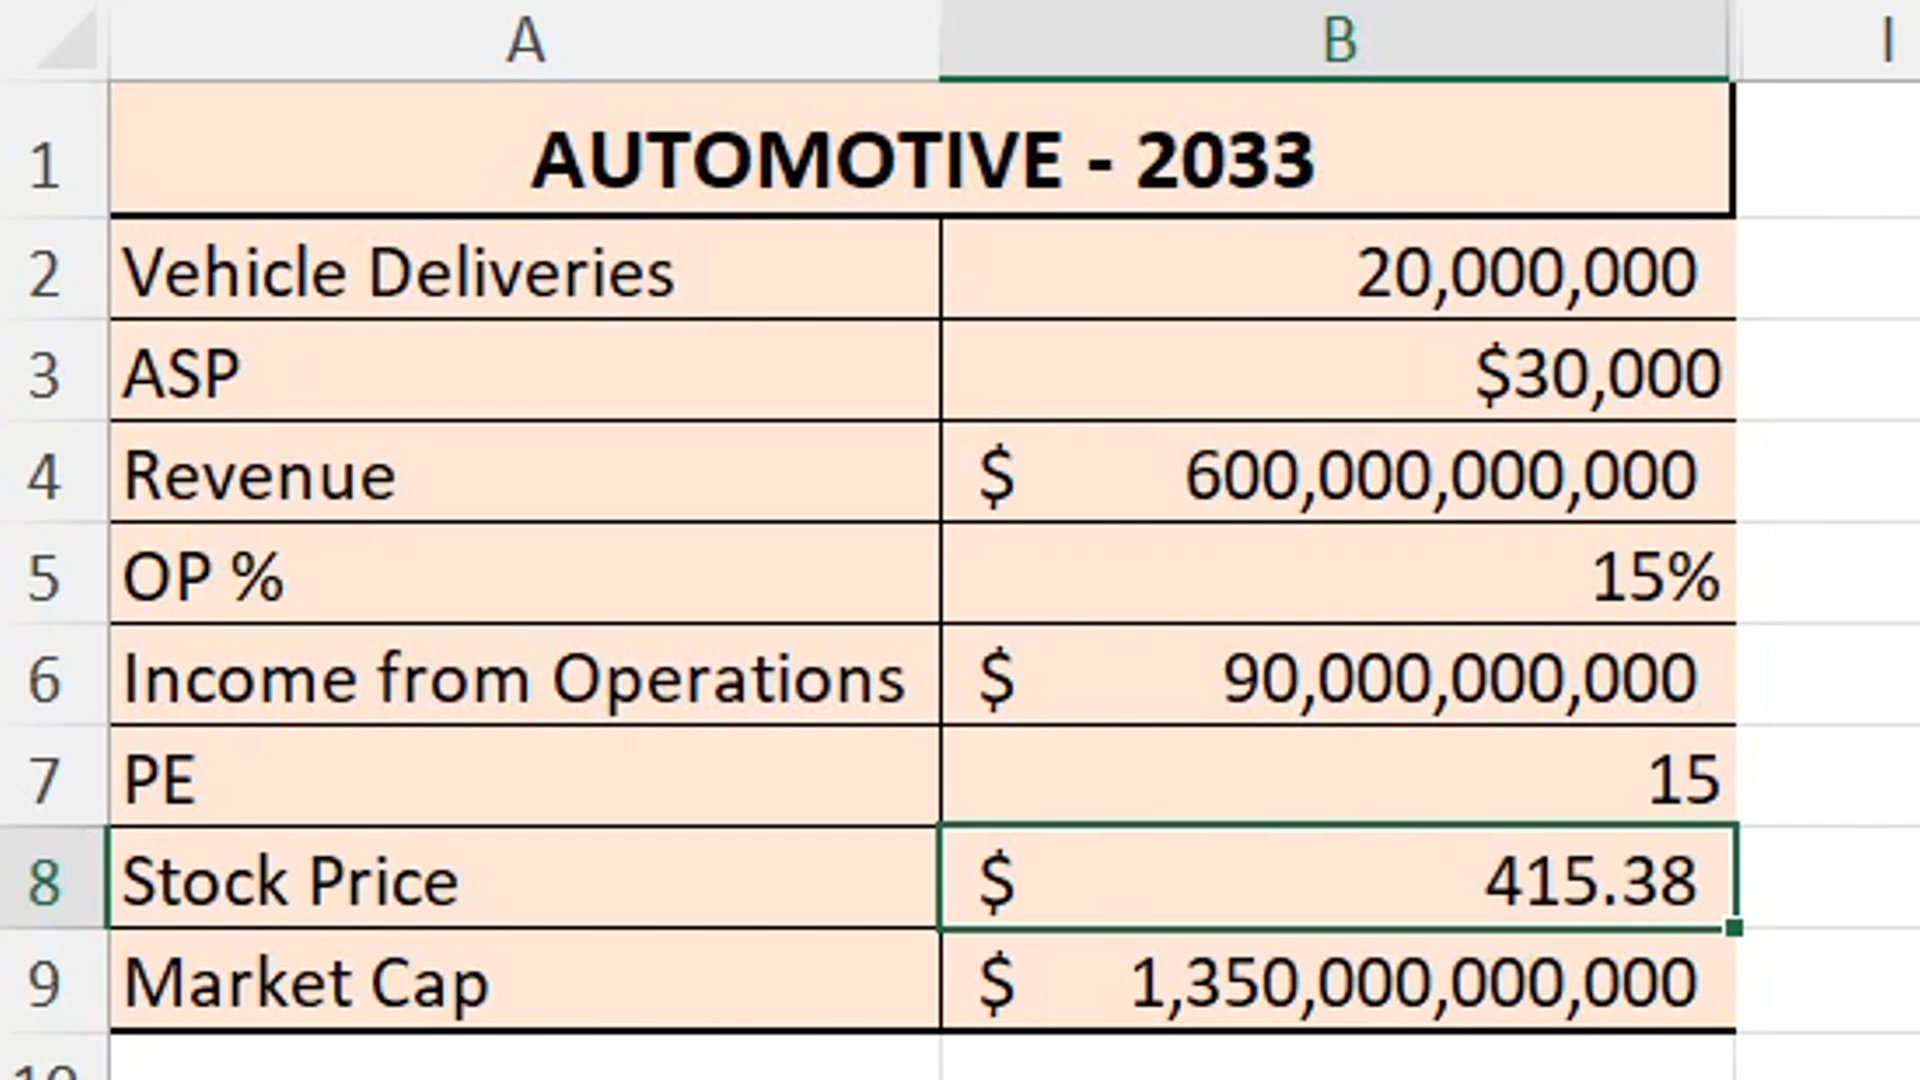 A B I
1 AUTOMOTIVE - 2033
2 Vehicle Deliveries 20,000,000
3 ASP $30,000
4 Revenue $ 600,000,000,000
5 OP % 15%
6 Income from Operations $ 90,000,000,000
7 PE 15
8 Stock Price $ 415.38
9 Market Cap $ 1,350,000,000,000
10